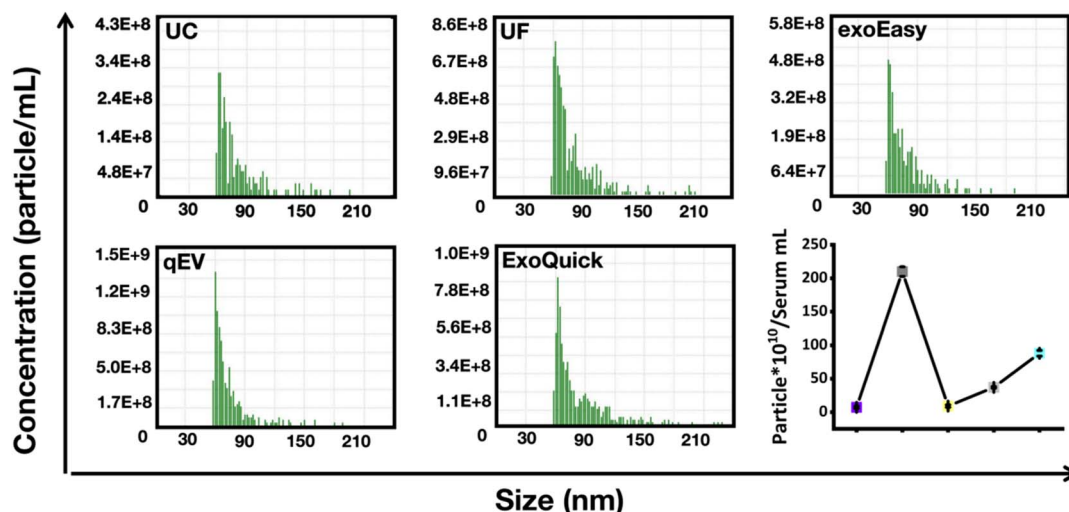 Concentration (particle/mL)
UC
4.3E+8
3.4E+8
2.4E+8
1.4E+8
4.8E+7
0
30 90 150 210
UF
8.6E+8
6.7E+8
4.8E+8
2.9E+8
9.6E+7
0
30 90 150 210
exoEasy
5.8E+8
4.8E+8
3.2E+8
1.9E+8
6.4E+7
0
30 90 150 210
qEV
1.5E+9
1.2E+9
8.3E+8
5.0E+8
1.7E+8
0
30 90 150 210
ExoQuick
1.0E+9
7.8E+8
5.6E+8
3.4E+8
1.1E+8
0
30 90 150 210
Particle*10¹⁰/Serum mL
250
200
150
100
50
0
Size (nm)